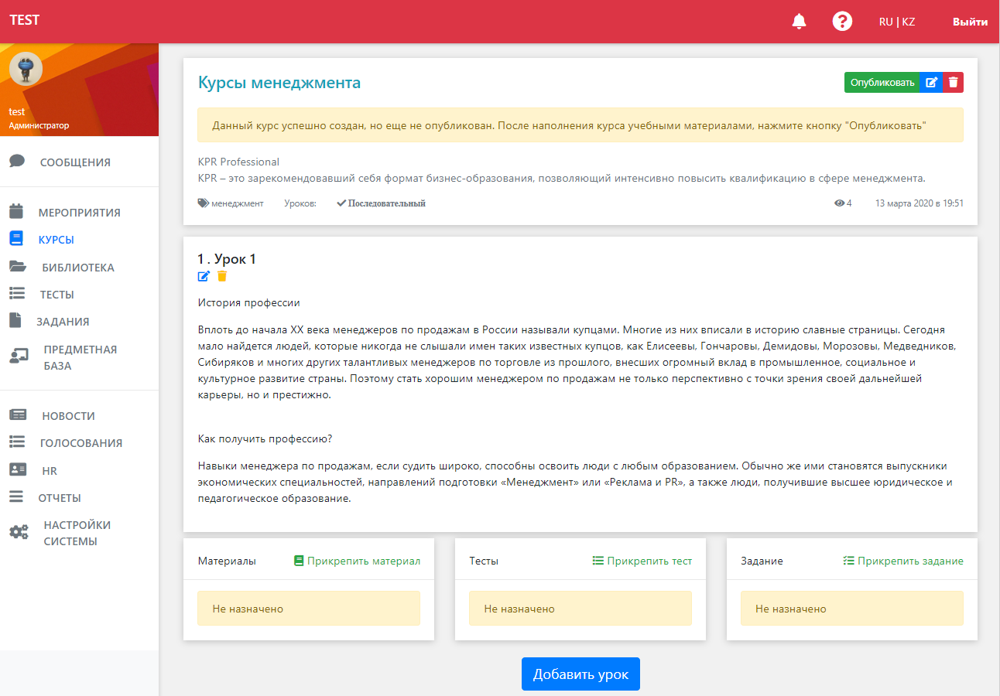 TEST
RU | KZ
Выйти
test
Администратор
СООБЩЕНИЯ
МЕРОПРИЯТИЯ
КУРСЫ
БИБЛИОТЕКА
ТЕСТЫ
ЗАДАНИЯ
ПРЕДМЕТНАЯ
БАЗА
НОВОСТИ
ГОЛОСОВАНИЯ
HR
ОТЧЕТЫ
НАСТРОЙКИ
СИСТЕМЫ
Курсы менеджмента
Опубликовать
Данный курс успешно создан, но еще не опубликован. После наполнения курса учебными материалами, нажмите кнопку "Опубликовать"
KPR Professional
KPR – это зарекомендовавший себя формат бизнес-образования, позволяющий интенсивно повысить квалификацию в сфере менеджмента.
менеджмент Уроков: Последовательный 4 13 марта 2020 в 19:51
1 . Урок 1
История профессии
Вплоть до начала XX века менеджеров по продажам в России называли купцами. Многие из них вписали в историю славные страницы. Сегодня
мало найдется людей, которые никогда не слышали имен таких известных купцов, как Елисеевы, Гончаровы, Демидовы, Морозовы, Медведников,
Сибиряков и многих других талантливых менеджеров по торговле из прошлого, внесших огромный вклад в промышленное, социальное и
культурное развитие страны. Поэтому стать хорошим менеджером по продажам не только перспективно с точки зрения своей дальнейшей
карьеры, но и престижно.
Как получить профессию?
Навыки менеджера по продажам, если судить широко, способны освоить люди с любым образованием. Обычно же ими становятся выпускники
экономических специальностей, направлений подготовки «Менеджмент» или «Реклама и PR», а также люди, получившие высшее юридическое и
педагогическое образование.
Материалы
Прикрепить материал
Не назначено
Тесты
Прикрепить тест
Не назначено
Задание
Прикрепить задание
Не назначено
Добавить урок